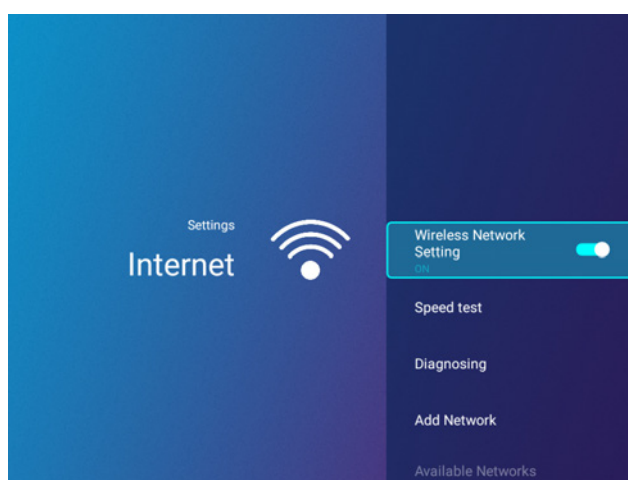 Settings
Internet
Wireless Network
Setting
ON
Speed test
Diagnosing
Add Network
Available Networks